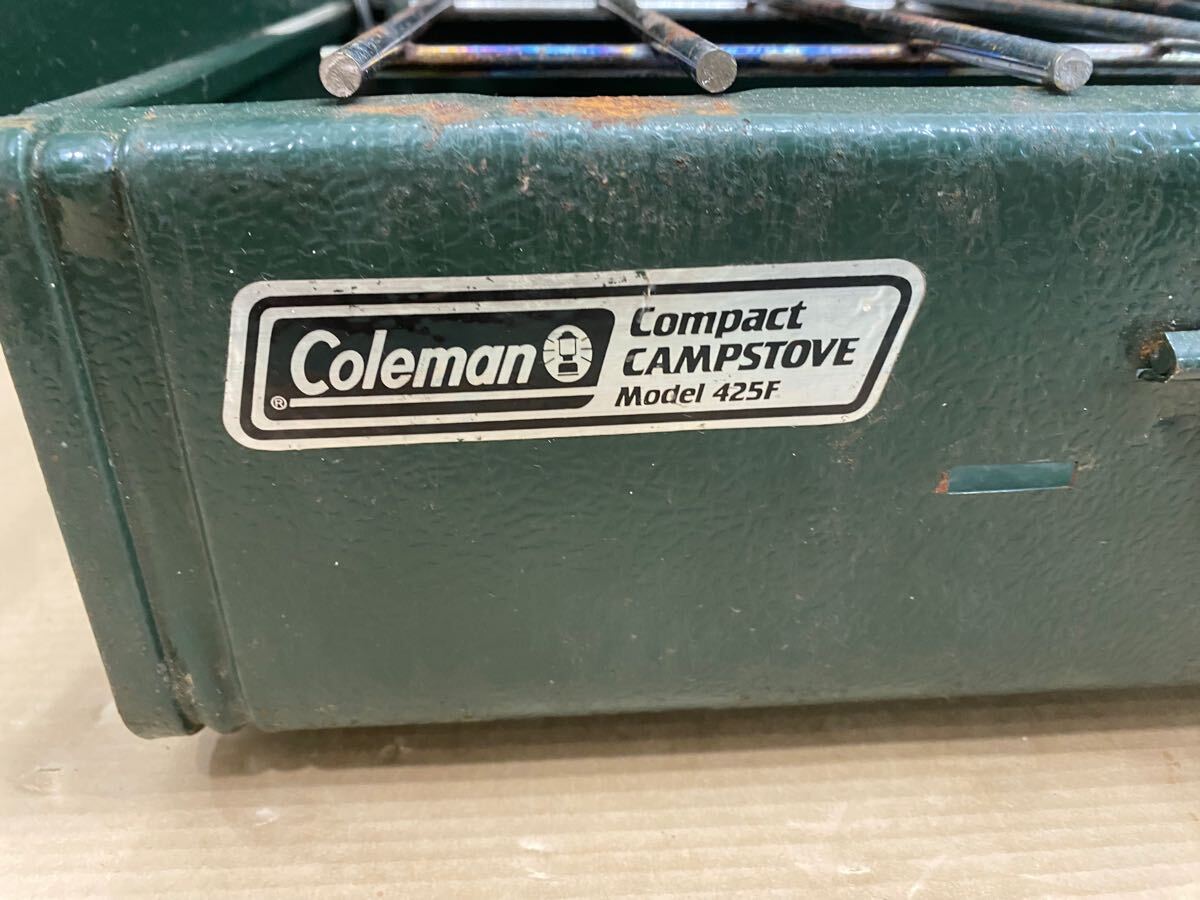 Coleman
®
Compact
CAMPSTOVE
Model 425F